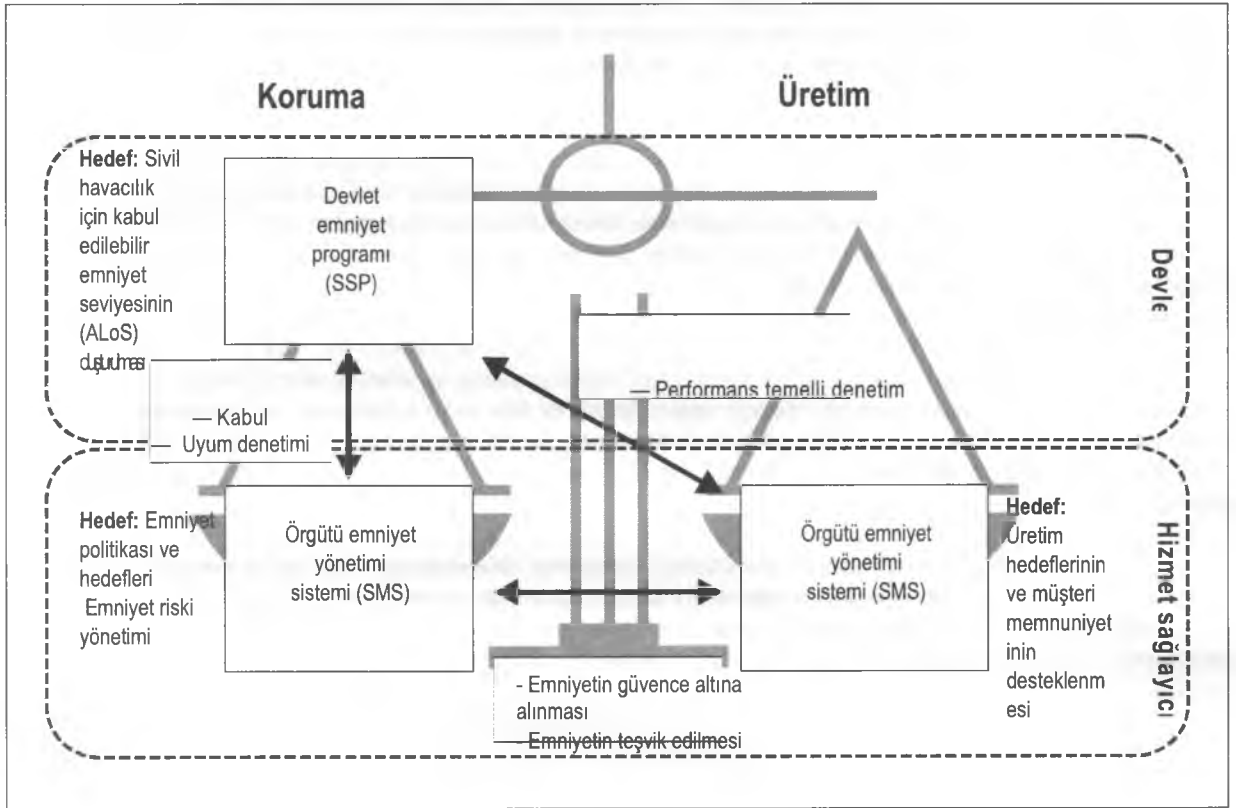 Koruma
Üretim
Hedef: Sivil
havacılık
için kabul
edilebilir
emniyet
seviyesinin
(ALoS)
Devlet
emniyet
programı
(SSP)
Devle
— Kabul
— Uyum denetimi
— Performans temelli denetim
Hedef: Emniyet
politikası ve
hedefleri
Emniyet riski
yönetimi
Örgütü emniyet
yönetimi
sistemi (SMS)
Örgütü emniyet
yönetimi
sistemi (SMS)
Hedef:
Üretim
hedeflerinin
ve müşteri
memnuniyet
inin
desteklenm
esi
Hizmet sağlayıcı
- Emniyetin güvence altına
alınması
- Emniyetin teşvik edilmesi